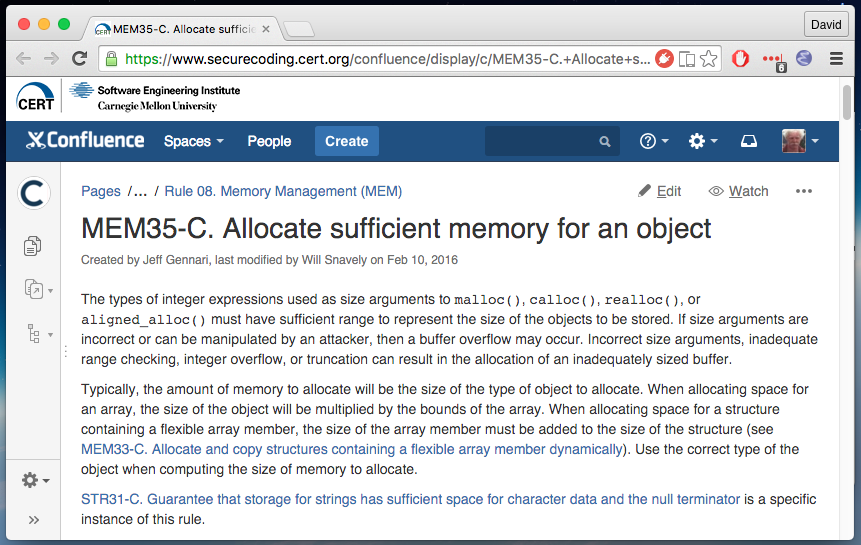 MEM35-C. Allocate sufficie
David
https://www.securecoding.cert.org/confluence/display/c/MEM35-C.+Allocate+s...
6
CERT
Software Engineering Institute
Carnegie Mellon University
Confluence Spaces People Create
Pages /... / Rule 08. Memory Management (MEM) Edit Watch
MEM35-C. Allocate sufficient memory for an object
Created by Jeff Gennari, last modified by Will Snavely on Feb 10, 2016
The types of integer expressions used as size arguments to malloc(), calloc(), realloc(), or
aligned_alloc() must have sufficient range to represent the size of the objects to be stored. If size arguments are
incorrect or can be manipulated by an attacker, then a buffer overflow may occur. Incorrect size arguments, inadequate
range checking, integer overflow, or truncation can result in the allocation of an inadequately sized buffer.
Typically, the amount of memory to allocate will be the size of the type of object to allocate. When allocating space for
an array, the size of the object will be multiplied by the bounds of the array. When allocating space for a structure
containing a flexible array member, the size of the array member must be added to the size of the structure (see
MEM33-C. Allocate and copy structures containing a flexible array member dynamically). Use the correct type of the
object when computing the size of memory to allocate.
STR31-C. Guarantee that storage for strings has sufficient space for character data and the null terminator is a specific
instance of this rule.